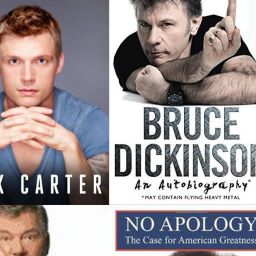 K CARTER
BRUCE
DICKINSON
An Autobiography*
*MAY CONTAIN FLYING HEAVY METAL
NO APOLOGY
The Case for American Greatness